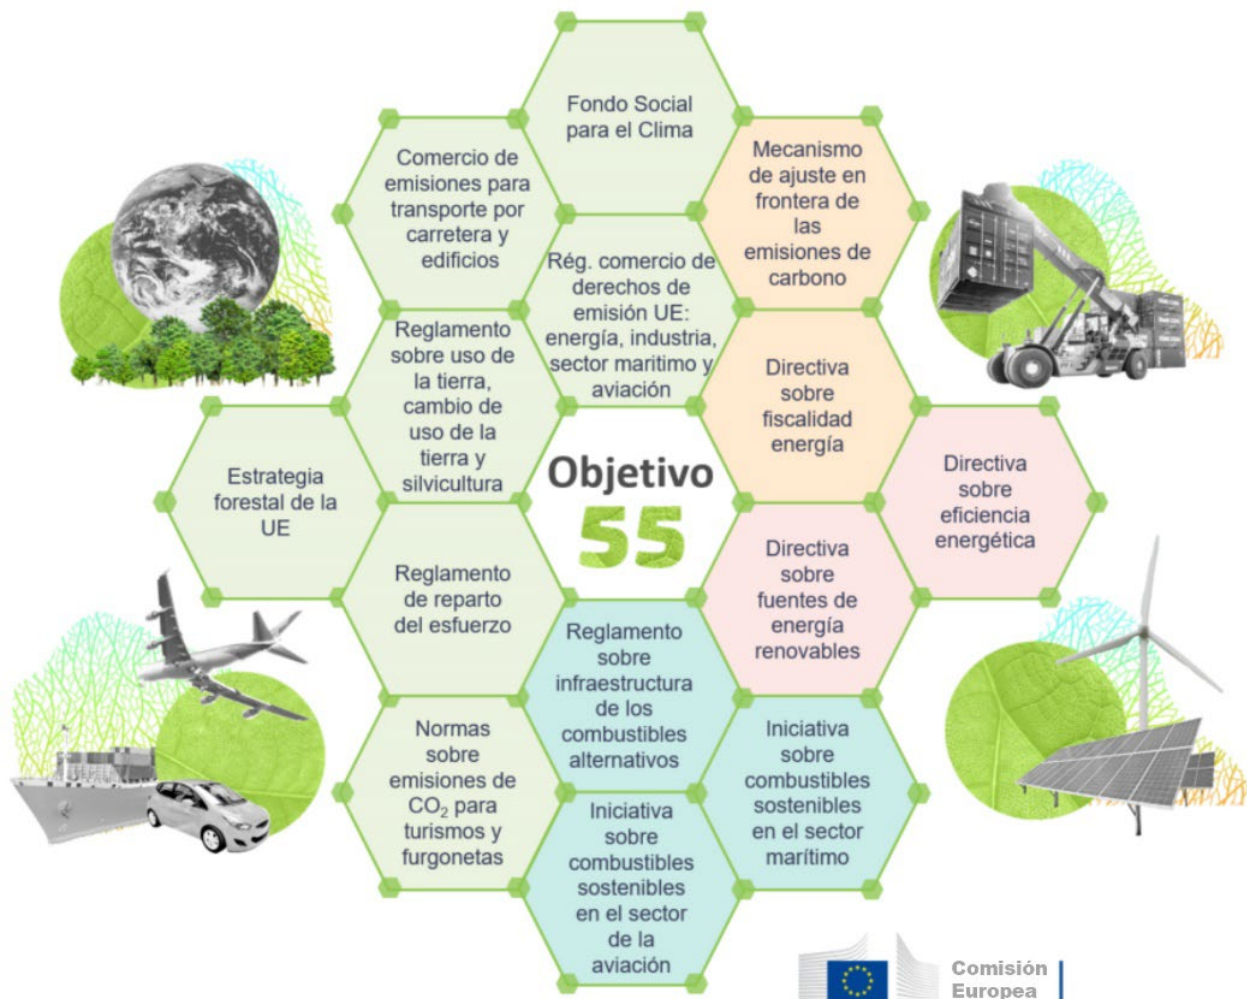 Fondo Social
para el Clima
Comercio de
emisiones para
transporte por
carretera y
edificios
Mecanismo
de ajuste en
frontera de
las
emisiones de
carbono
Rég. comercio de
derechos de
emisión UE:
energía, industria,
sector maritimo y
aviación
Reglamento
sobre uso de
la tierra,
cambio de
uso de la
tierra y
silvicultura
Directiva
sobre
fiscalidad
energía
Estrategia
forestal de la
UE
Objetivo
55
Directiva
sobre
eficiencia
energética
Reglamento
de reparto
del esfuerzo
Directiva
sobre
fuentes de
energía
renovables
Reglamento
sobre
infraestructura
de los
combustibles
alternativos
Normas
sobre
emisiones de
CO₂ para
turismos y
furgonetas
Iniciativa
sobre
combustibles
sostenibles
en el sector
marítimo
Iniciativa
sobre
combustibles
sostenibles
en el sector
de la
aviación
Comisión
Europea